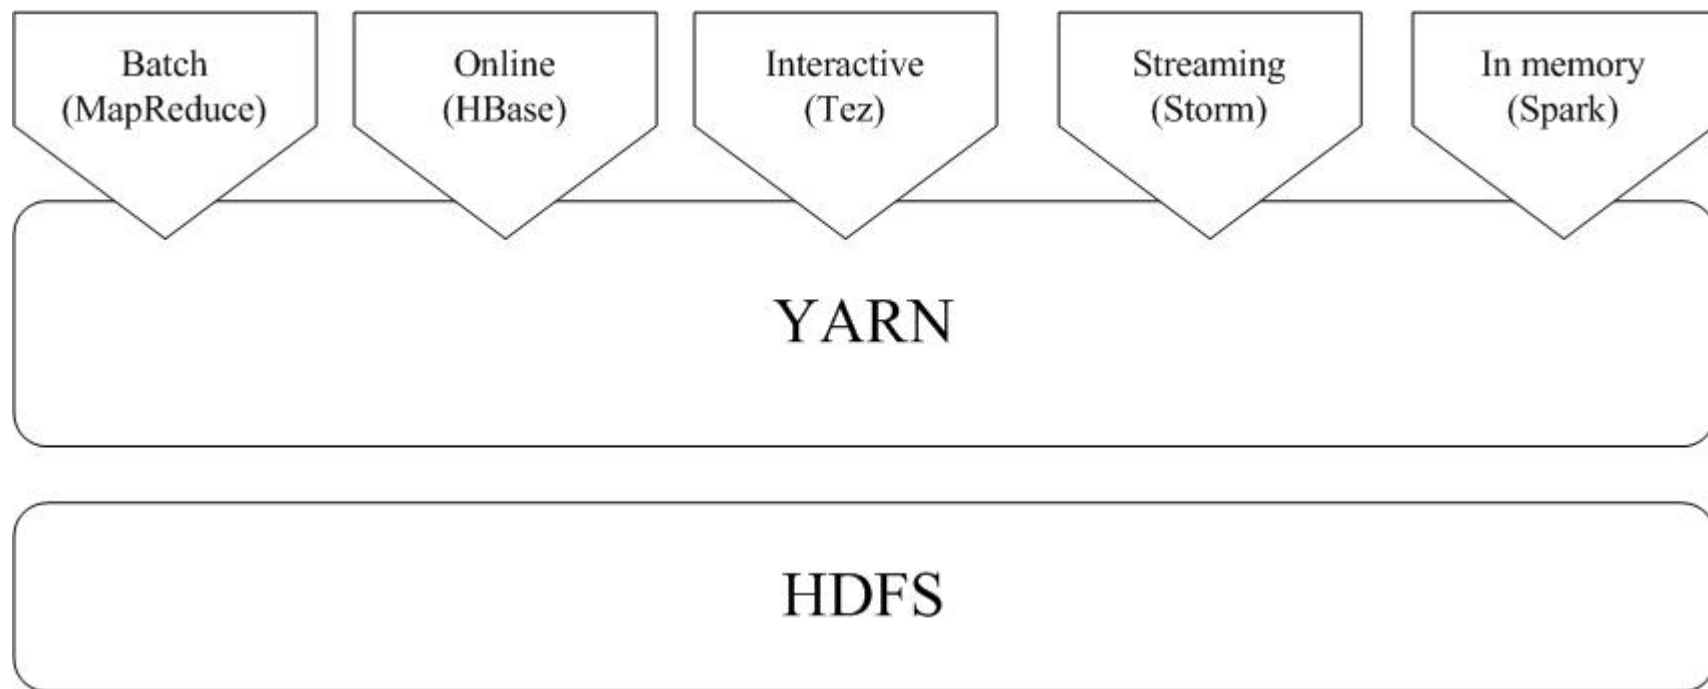 Batch
(MapReduce)
Online
(HBase)
Interactive
(Tez)
Streaming
(Storm)
In memory
(Spark)
YARN
HDFS